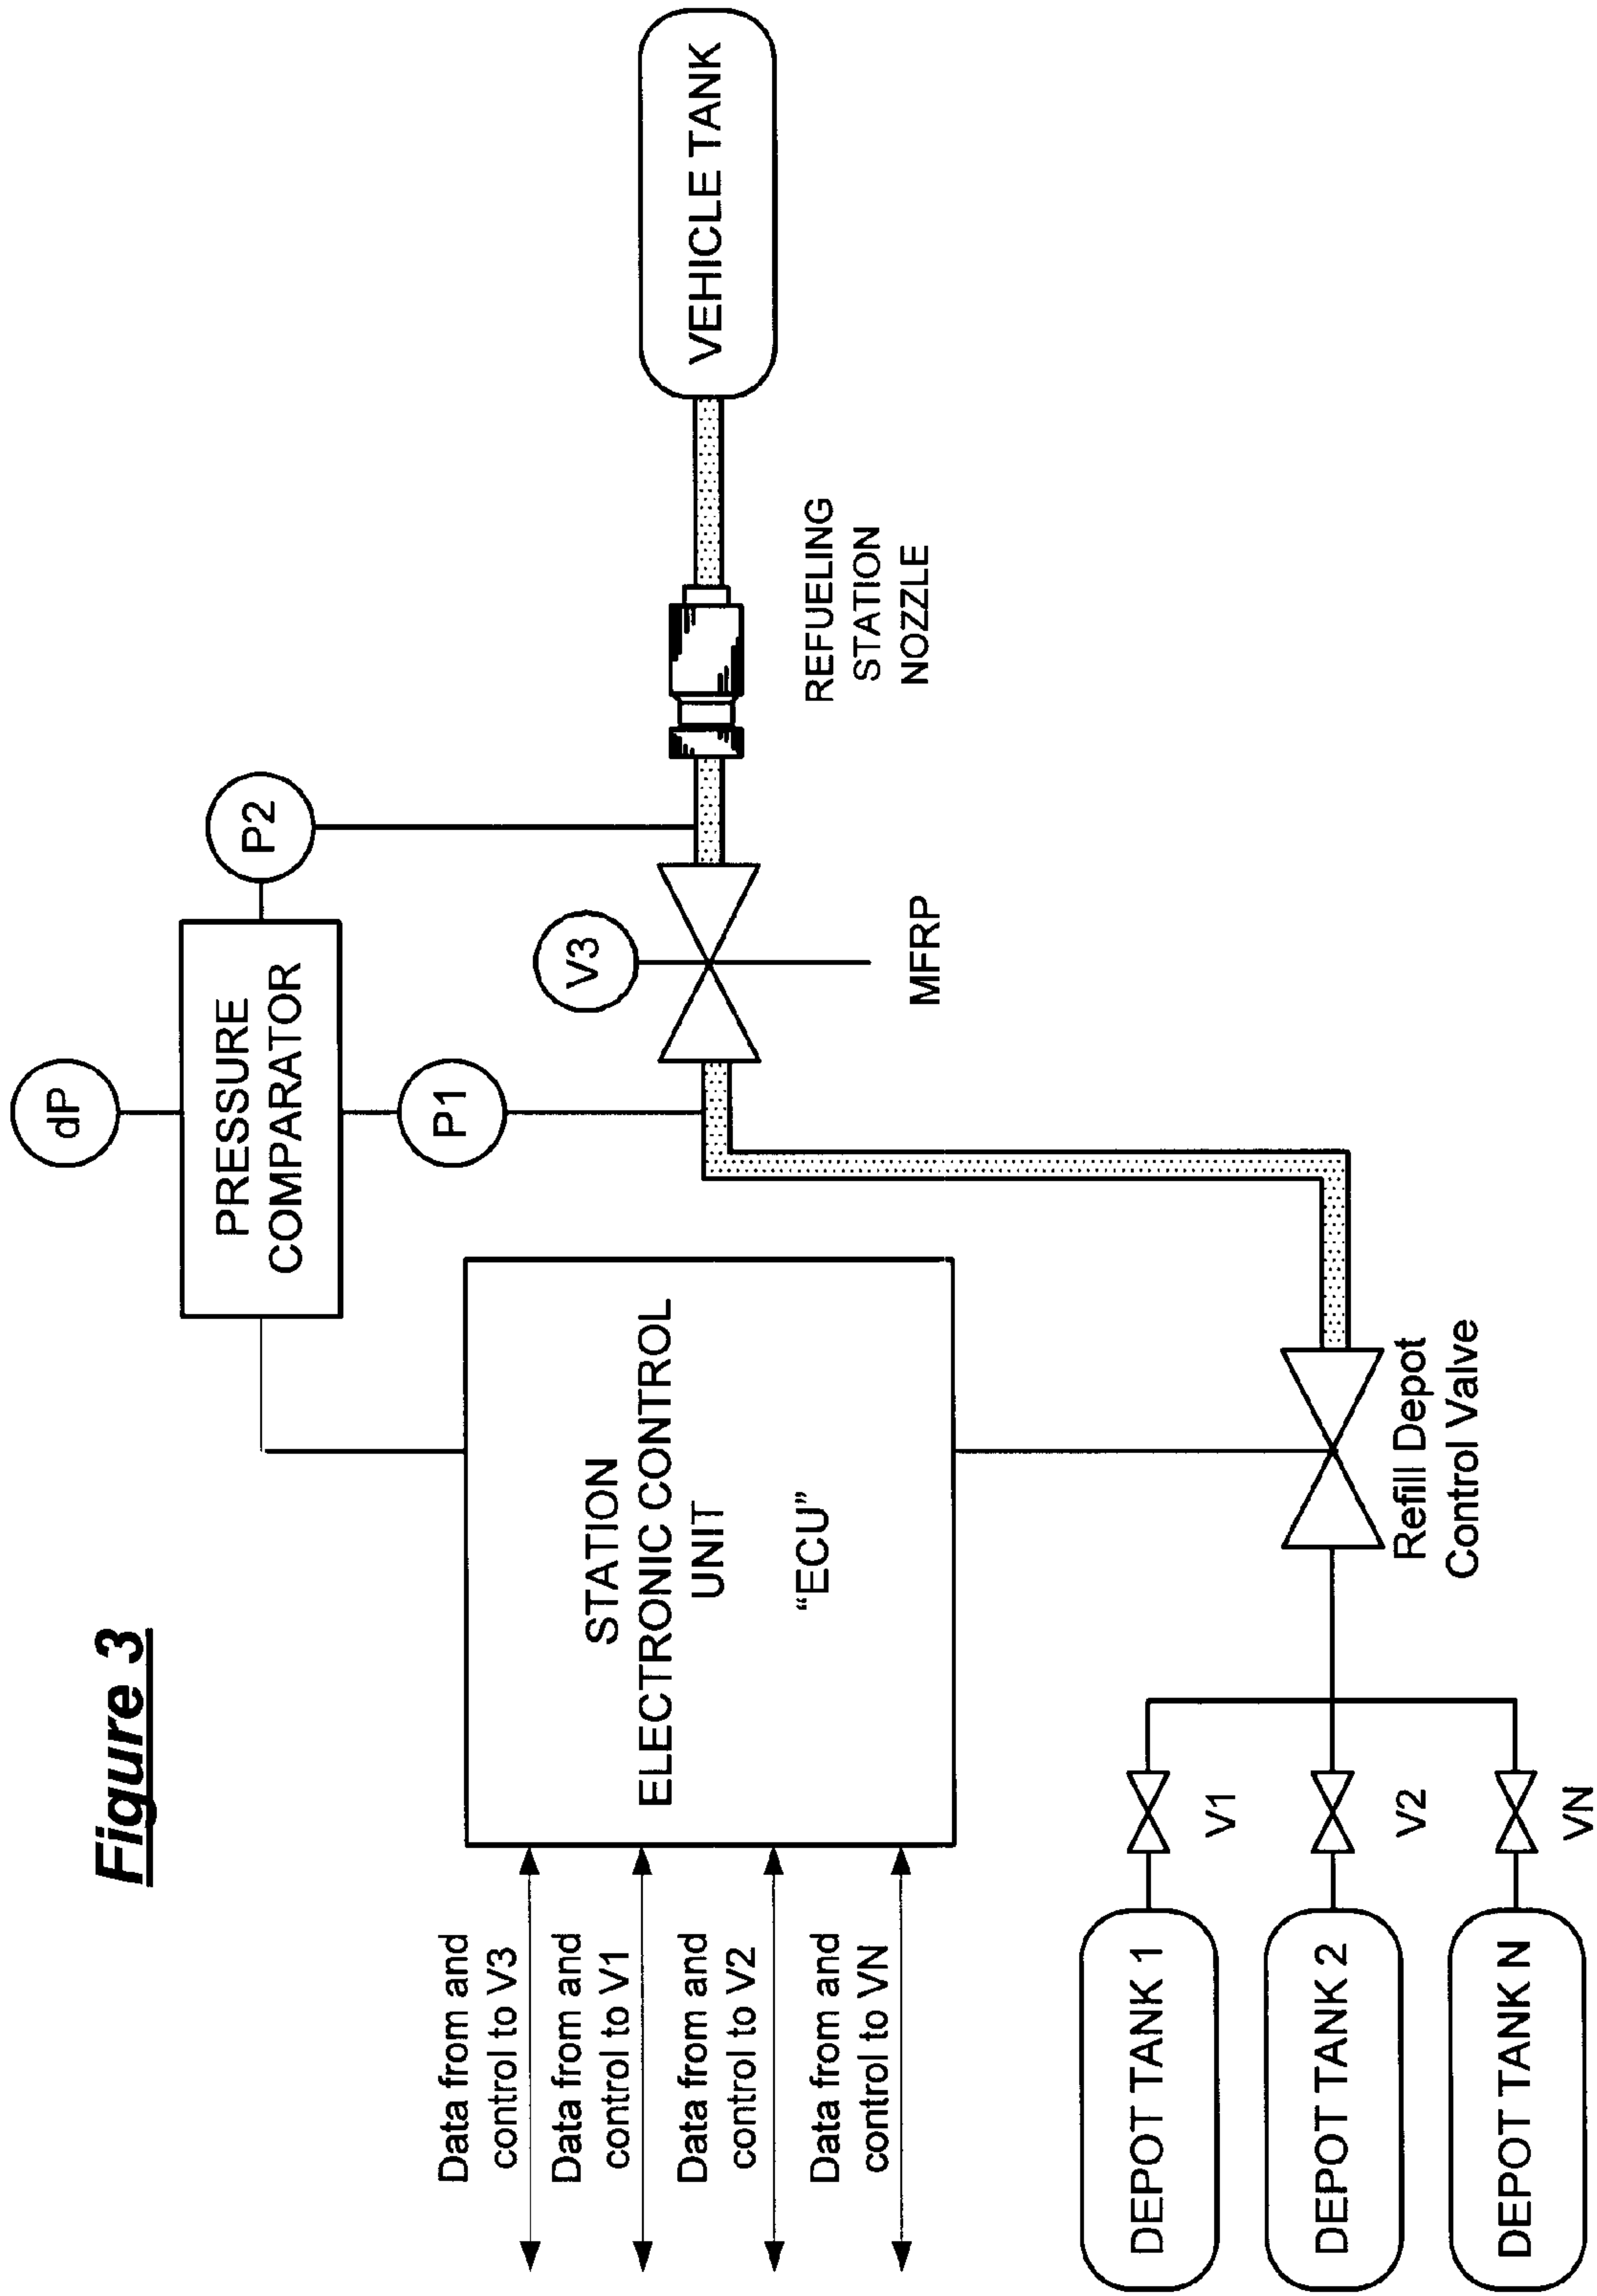 Figure 3
dP
PRESSURE
COMPARATOR
P2
P1
V3
MFRP
VEHICLE TANK
REFUELING
STATION
NOZZLE
STATION
ELECTRONIC CONTROL
UNIT
“ECU”
Data from and
control to V3
Data from and
control to V1
Data from and
control to V2
Data from and
control to VN
DEPOT TANK 1
V1
DEPOT TANK 2
V2
DEPOT TANK N
VN
Refill Depot
Control Valve